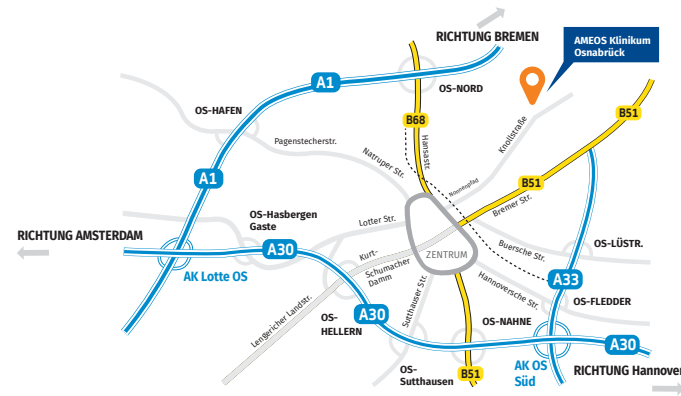 RICHTUNG BREMEN
AMEOS Klinikum
Osnabrück
A1
OS-NORD
OS-HAFEN
B68
B51
Knollstraße
Hansastr.
Pagenstecherstr.
Natruper Str.
A1
Nonnenpfad
B51
Bremer Str.
OS-Hasbergen
Gaste
Lotter Str.
RICHTUNG AMSTERDAM
A30
Kurt-
Schumacher
Damm
ZENTRUM
Buersche Str.
OS-LÜSTR.
AK Lotte OS
Hannoversche Str.
A33
Sutthauser Str.
OS-FLEDDER
Lengericher Landstr.
A30
OS-
HELLERN
OS-NAHNE
A30
OS-
Sutthausen
B51
AK OS
Süd
RICHTUNG Hannover